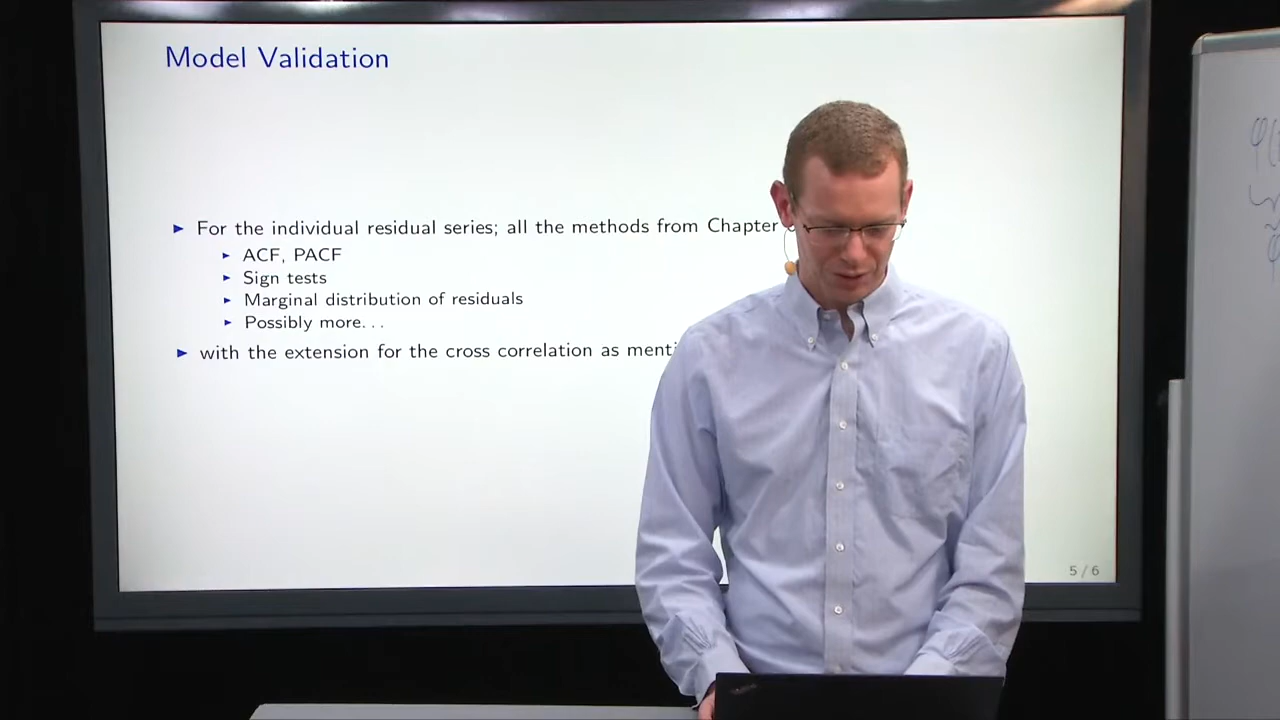 Model Validation
► For the individual residual series; all the methods from Chapter
► ACF, PACF
► Sign tests
► Marginal distribution of residuals
► Possibly more...
► with the extension for the cross correlation as
5 / 6